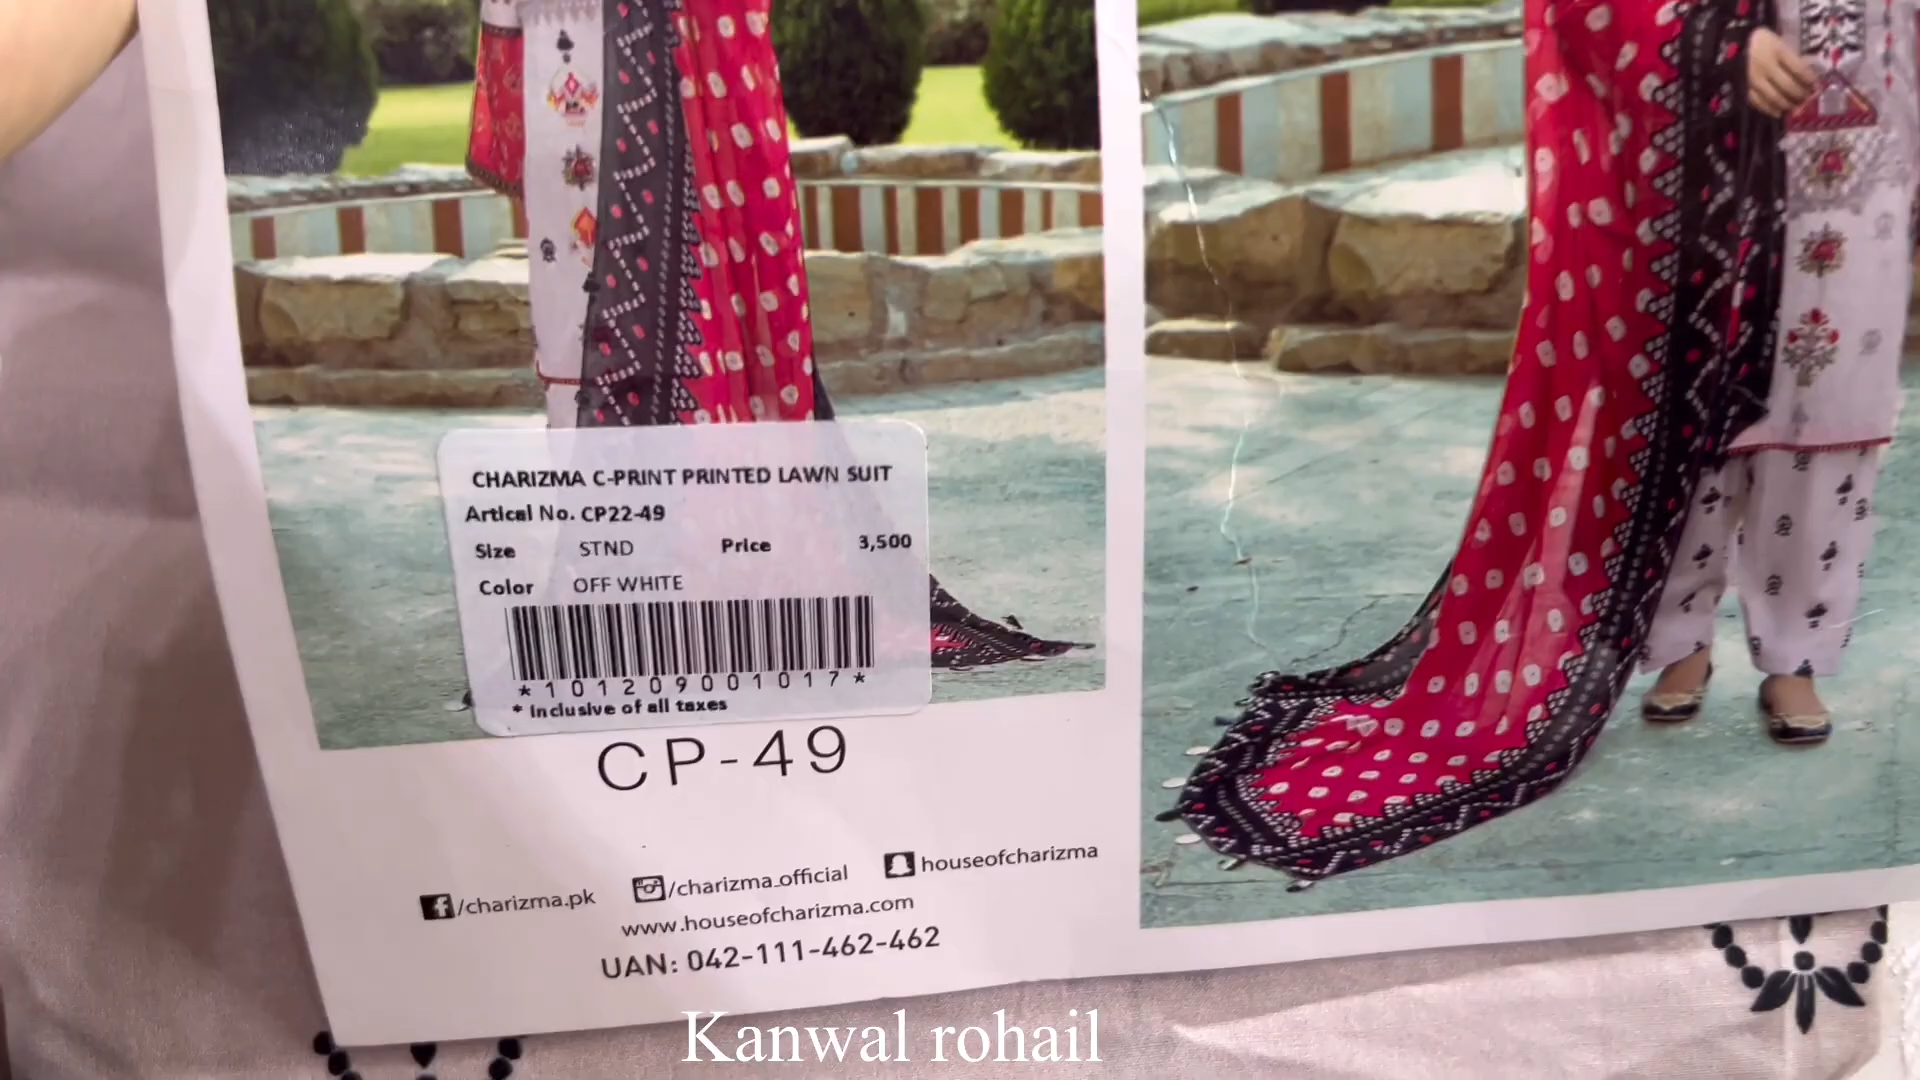 CHARIZMA C-PRINT PRINTED LAWN SUIT
Artical No. CP22-49
Size STND Price 3,500
Color OFF WHITE
*101209001017*
* Inclusive of all taxes
CP-49
/charizma.pk /charizma_official houseofcharizma
www.houseofcharizma.com
UAN: 042-111-462-462
Kanwal rohail